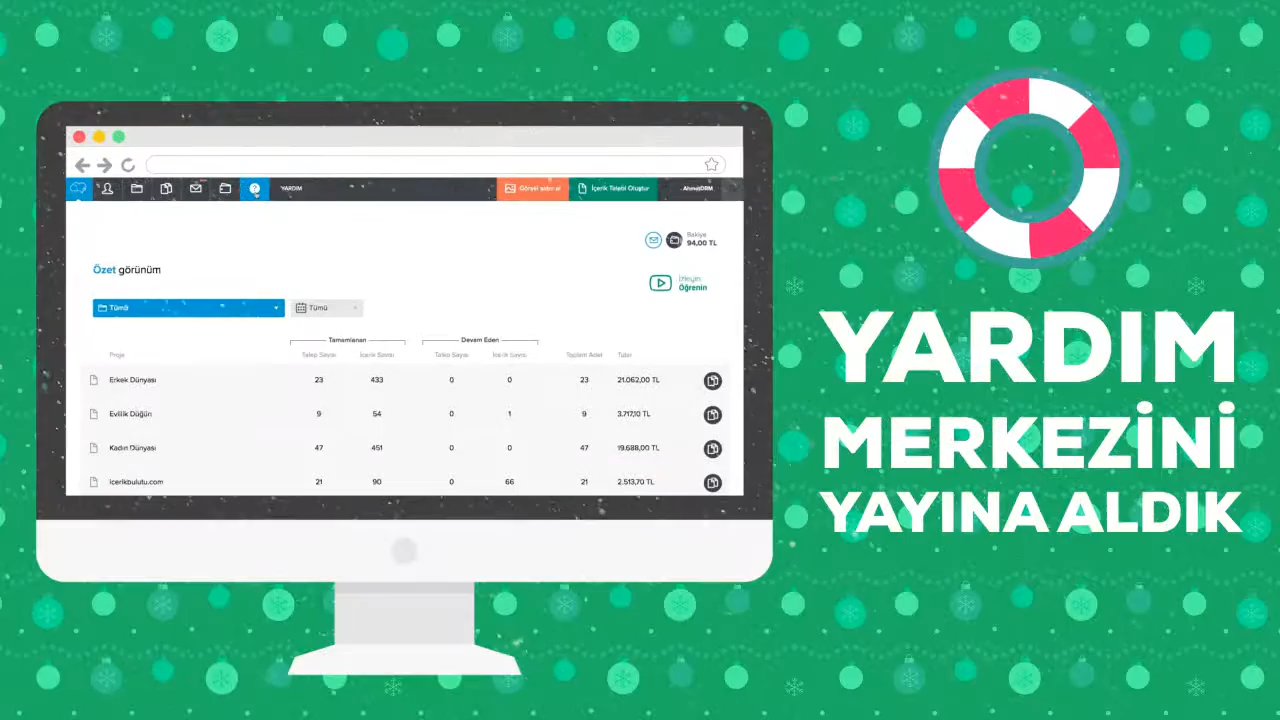 YARDIM
Görsel satın al
İçerik Talebi Oluştur
AhmetDRM
Bakiye
94,00 TL
Özet görünüm
İzleyin
Öğrenin
Tümü
Tümü
Tamamlanan
Devam Eden
Proje
Talep Sayısı
İçerik Sayısı
Talep Sayısı
İçerik Sayısı
Toplam Adet
Tutar
Erkek Dünyası 23 433 0 0 23 21.062,00 TL
Evlilik Düğün 9 54 0 1 9 3.717,10 TL
Kadın Dünyası 47 451 0 0 47 19.688,00 TL
icerikbulutu.com 21 90 0 66 21 2.513,70 TL
YARDIM
MERKEZİNİ
YAYINA ALDIK